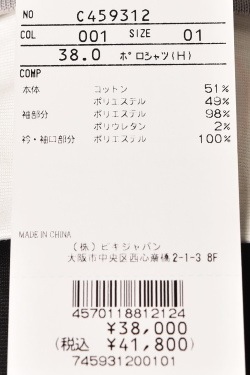 NO C459312
COL 001 SIZE 01
38.0 ポロシャツ(H)
COMP
本体 コットン 51%
ポリエステル 49%
袖部分 ポリエステル 98%
ポリウレタン 2%
衿・袖口部分 ポリエステル 100%
MADE IN CHINA
(株)ビギジャパン
大阪市中央区西心斎橋2-1-3 8F
4570118812124
¥38,000
(税込 ¥41,800)
745931200101